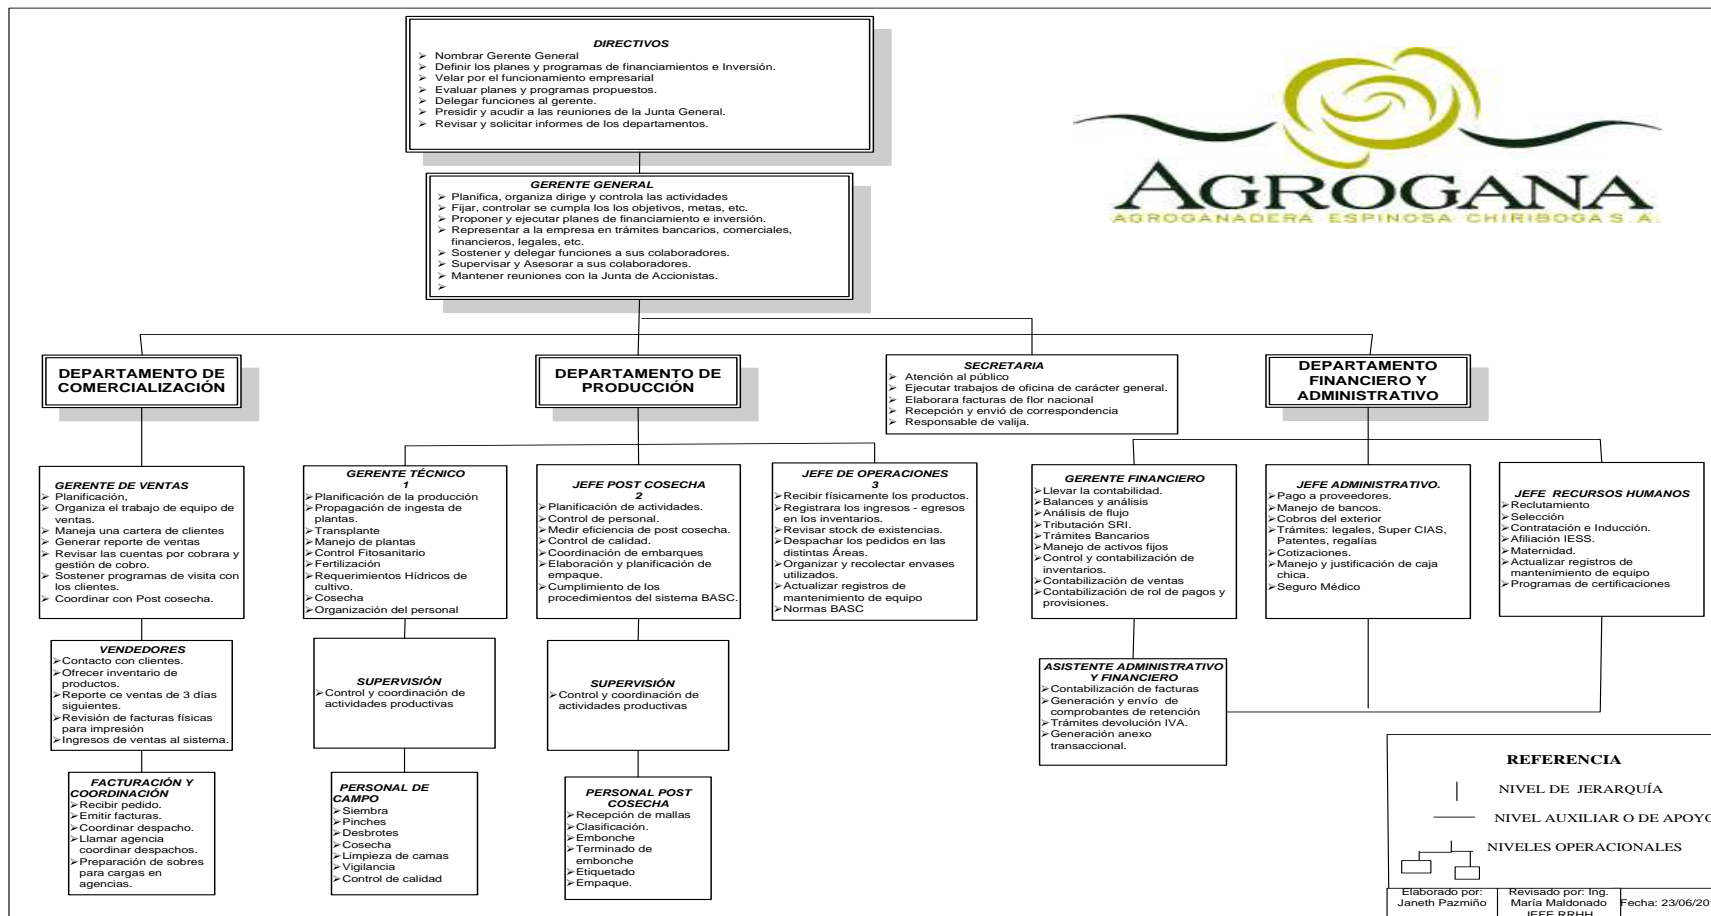 DIRECTIVOS
➢ Nombrar Gerente General
➢ Definir los planes y programas de financiamientos e Inversión.
➢ Velar por el funcionamiento empresarial
➢ Evaluar planes y programas propuestos.
➢ Delegar funciones al gerente.
➢ Presidir y acudir a las reuniones de la Junta General.
➢ Revisar y solicitar informes de los departamentos.
AGROGANA
AGROGANADERA ESPINOSA CHIRIBOGA S.A.
GERENTE GENERAL
➢ Planifica, organiza dirige y controla las actividades
➢ Fijar, controlar se cumpla los los objetivos, metas, etc.
➢ Proponer y ejecutar planes de financiamiento e inversión.
➢ Representar a la empresa en trámites bancarios, comerciales,
financieros, legales, etc.
➢ Sostener y delegar funciones a sus colaboradores.
➢ Supervisar y Asesorar a sus colaboradores.
➢ Mantener reuniones con la Junta de Accionistas.
➢
DEPARTAMENTO DE
COMERCIALIZACIÓN
DEPARTAMENTO DE
PRODUCCIÓN
SECRETARIA
➢ Atención al público
➢ Ejecutar trabajos de oficina de carácter general.
➢ Elaborara facturas de flor nacional
➢ Recepción y envió de correspondencia
➢ Responsable de valija.
DEPARTAMENTO
FINANCIERO Y
ADMINISTRATIVO
GERENTE DE VENTAS
➢ Planificación,
➢ Organiza el trabajo de equipo de
ventas.
➢ Maneja una cartera de clientes
➢ Generar reporte de ventas
➢ Revisar las cuentas por cobrara y
gestión de cobro.
➢ Sostener programas de visita con
los clientes.
➢ Coordinar con Post cosecha.
GERENTE TÉCNICO
1
➢Planificación de la producción
➢Propagación de ingesta de
plantas.
➢Transplante
➢Manejo de plantas
➢Control Fitosanitario
➢Fertilización
➢Requerimientos Hídricos de
cultivo.
➢Cosecha
➢Organización del personal
JEFE POST COSECHA
2
➢Planificación de actividades.
➢Control de personal.
➢Medir eficiencia de post cosecha.
➢Control de calidad.
➢Coordinación de embarques
➢Elaboración y planificación de
empaque.
➢Cumplimiento de los
procedimientos del sistema BASC.
JEFE DE OPERACIONES
3
➢Recibir físicamente los productos.
➢Registrara los ingresos - egresos
en los inventarios.
➢Revisar stock de existencias.
➢Despachar los pedidos en las
distintas Áreas.
➢Organizar y recolectar envases
utilizados.
➢Actualizar registros de
mantenimiento de equipo
➢Normas BASC
GERENTE FINANCIERO
➢Llevar la contabilidad.
➢Balances y análisis
➢Análisis de flujo
➢Tributación SRI.
➢Trámites Bancarios
➢Manejo de activos fijos
➢Control y contabilización de
inventarios.
➢Contabilización de ventas
➢Contabilización de rol de pagos y
provisiones.
JEFE ADMINISTRATIVO.
➢Pago a proveedores.
➢Manejo de bancos.
➢Cobros del exterior
➢Trámites: legales, Super CIAS,
Patentes, regalías
➢Cotizaciones.
➢Manejo y justificación de caja
chica.
➢Seguro Médico
JEFE RECURSOS HUMANOS
➢Reclutamiento
➢Selección
➢Contratación e Inducción.
➢Afiliación IESS.
➢Maternidad.
➢Actualizar registros de
mantenimiento de equipo
➢Programas de certificaciones
VENDEDORES
➢Contacto con clientes.
➢Ofrecer inventario de
productos.
➢Reporte ce ventas de 3 días
siguientes.
➢Revisión de facturas físicas
para impresión
➢Ingresos de ventas al sistema.
SUPERVISIÓN
➢Control y coordinación de
actividades productivas
SUPERVISIÓN
➢Control y coordinación de
actividades productivas
ASISTENTE ADMINISTRATIVO
Y FINANCIERO
➢Contabilización de facturas
➢Generación y envío de
comprobantes de retención
➢Trámites devolución IVA.
➢Generación anexo
transaccional.
FACTURACIÓN Y
COORDINACIÓN
➢Recibir pedido.
➢Emitir facturas.
➢Coordinar despacho.
➢Llamar agencia
coordinar despachos.
➢Preparación de sobres
para cargas en
agencias.
PERSONAL DE
CAMPO
➢Siembra
➢Pinches
➢Desbrotes
➢Cosecha
➢Limpieza de camas
➢Vigilancia
➢Control de calidad
PERSONAL POST
COSECHA
➢Recepción de mallas
➢Clasificación.
➢Embonche
➢Terminado de
embonche
➢Etiquetado
➢Empaque.
REFERENCIA
NIVEL DE JERARQUÍA
NIVEL AUXILIAR O DE APOYO
NIVELES OPERACIONALES
Elaborado por:
Janeth Pazmiño
Revisado por: Ing.
María Maldonado
JEFE RRHH
Fecha: 23/06/20